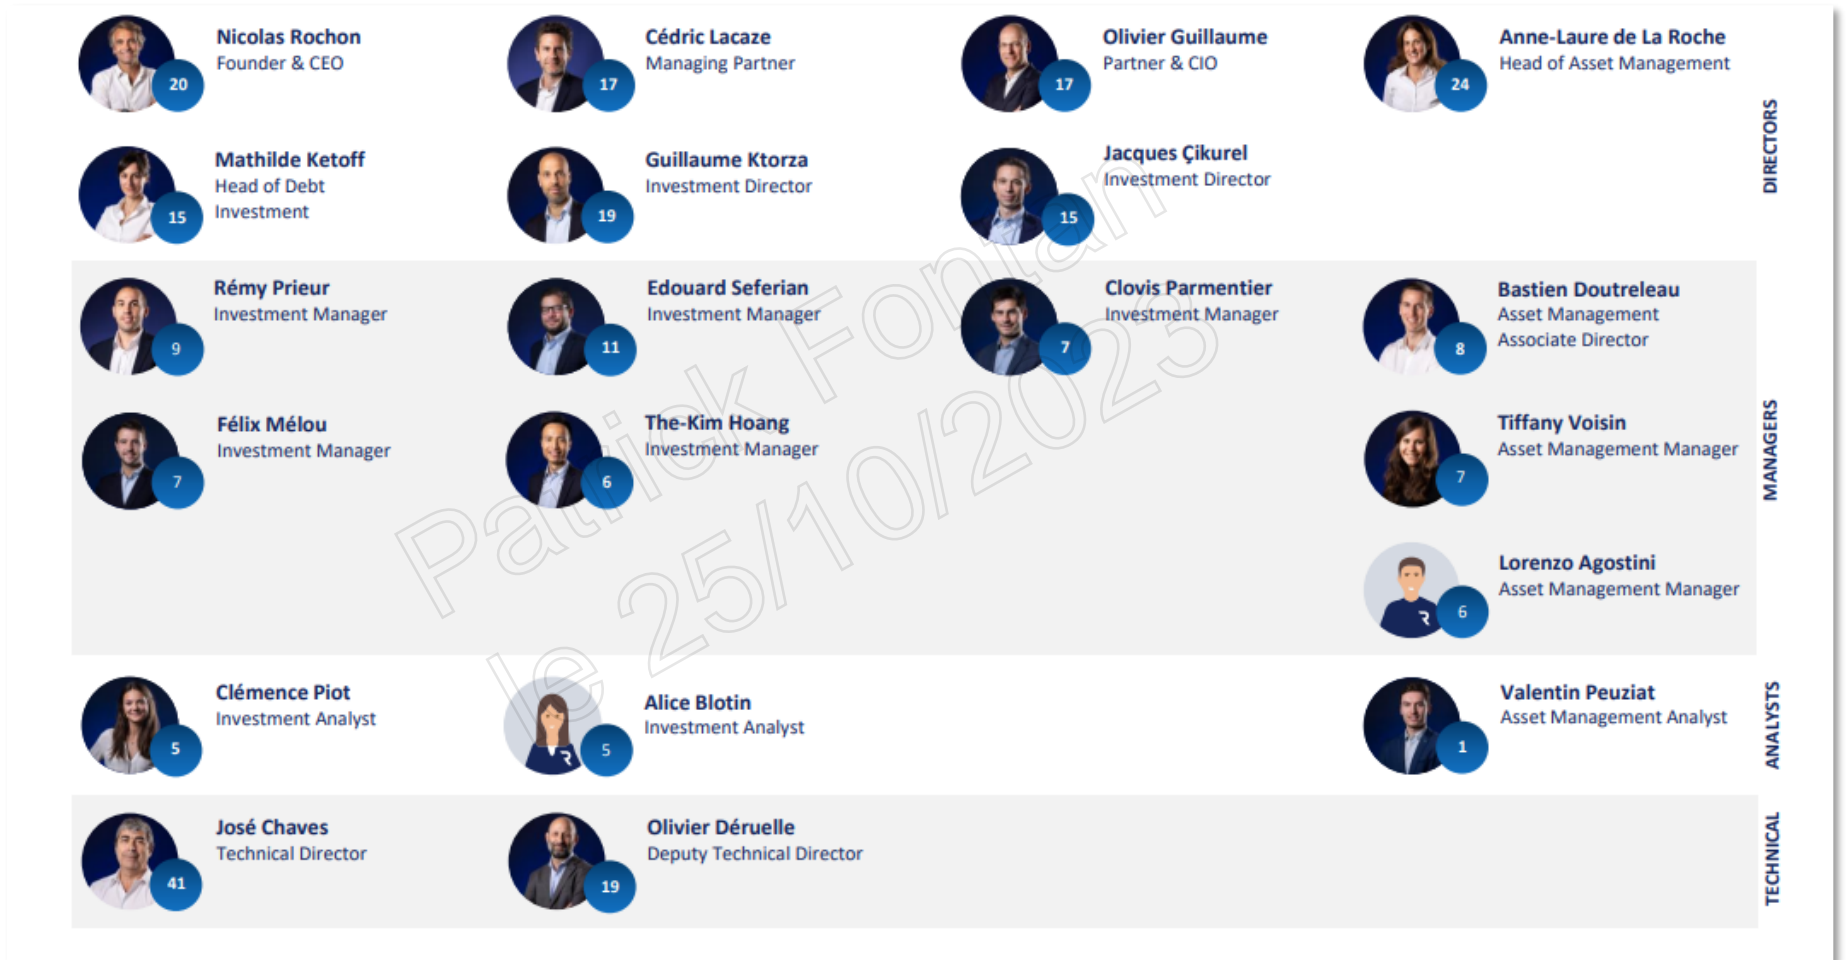 Nicolas Rochon
Founder & CEO
20
Cédric Lacaze
Managing Partner
17
Olivier Guillaume
Partner & CIO
17
Anne-Laure de La Roche
Head of Asset Management
24
DIRECTORS
Mathilde Ketoff
Head of Debt
Investment
15
Guillaume Ktorza
Investment Director
19
Jacques Çikurel
Investment Director
15
Rémy Prieur
Investment Manager
9
Edouard Seferian
Investment Manager
11
Clovis Parmentier
Investment Manager
7
Bastien Doutreleau
Asset Management
Associate Director
8
MANAGERS
Félix Mélou
Investment Manager
7
The-Kim Hoang
Investment Manager
6
Tiffany Voisin
Asset Management Manager
7
Lorenzo Agostini
Asset Management Manager
6
Clémence Piot
Investment Analyst
5
Alice Blotin
Investment Analyst
5
Valentin Peuziat
Asset Management Analyst
1
ANALYSTS
José Chaves
Technical Director
41
Olivier Déruelle
Deputy Technical Director
19
TECHNICAL
Patrick Fontan
le 25/10/2023